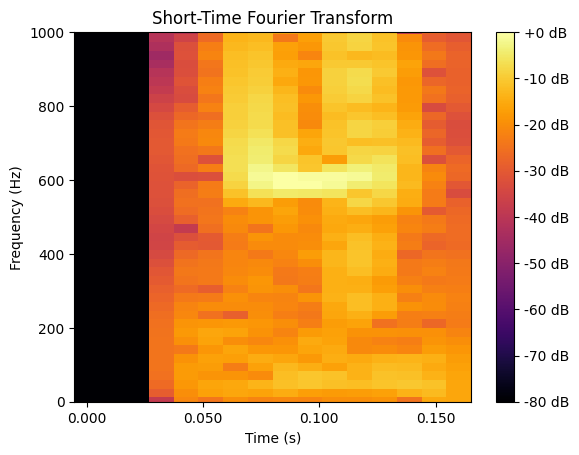 Short-Time Fourier Transform
1000
800
600
400
200
0
Frequency (Hz)
0.000
0.050
0.100
0.150
Time (s)
+0 dB
-10 dB
-20 dB
-30 dB
-40 dB
-50 dB
-60 dB
-70 dB
-80 dB